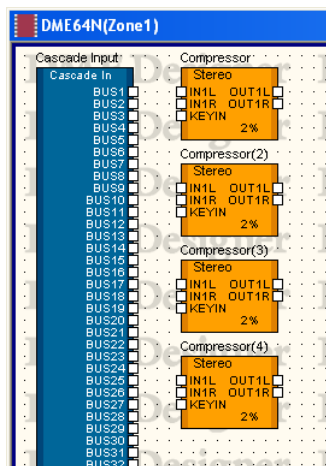 DME64N(Zone1)
Cascade Input
Cascade In
BUS1
BUS2
BUS3
BUS4
BUS5
BUS6
BUS7
BUS8
BUS9
BUS10
BUS11
BUS12
BUS13
BUS14
BUS15
BUS16
BUS17
BUS18
BUS19
BUS20
BUS21
BUS22
BUS23
BUS24
BUS25
BUS26
BUS27
BUS28
BUS29
BUS30
BUS31
BUS32
Compressor
Stereo
IN1L OUT1L
IN1R OUT1R
KEYIN
2%
Compressor(2)
Stereo
IN1L OUT1L
IN1R OUT1R
KEYIN
2%
Compressor(3)
Stereo
IN1L OUT1L
IN1R OUT1R
KEYIN
2%
Compressor(4)
Stereo
IN1L OUT1L
IN1R OUT1R
KEYIN
2%